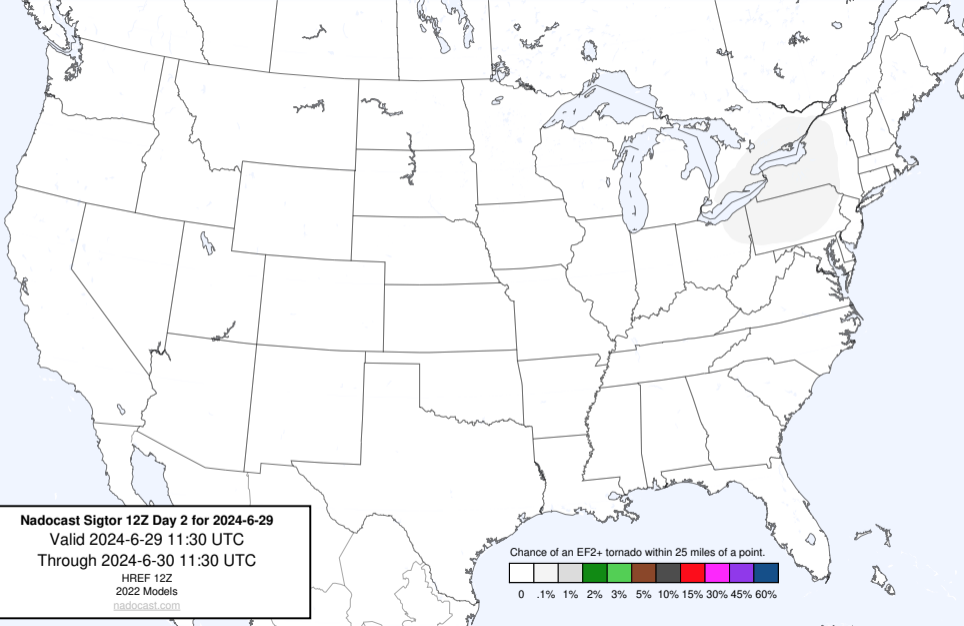 Nadocast Sigtor 12Z Day 2 for 2024-6-29
Valid 2024-6-29 11:30 UTC
Through 2024-6-30 11:30 UTC
HREF 12Z
2022 Models
nadocast.com
Chance of an EF2+ tornado within 25 miles of a point.
0 .1% 1% 2% 3% 5% 10% 15% 30% 45% 60%